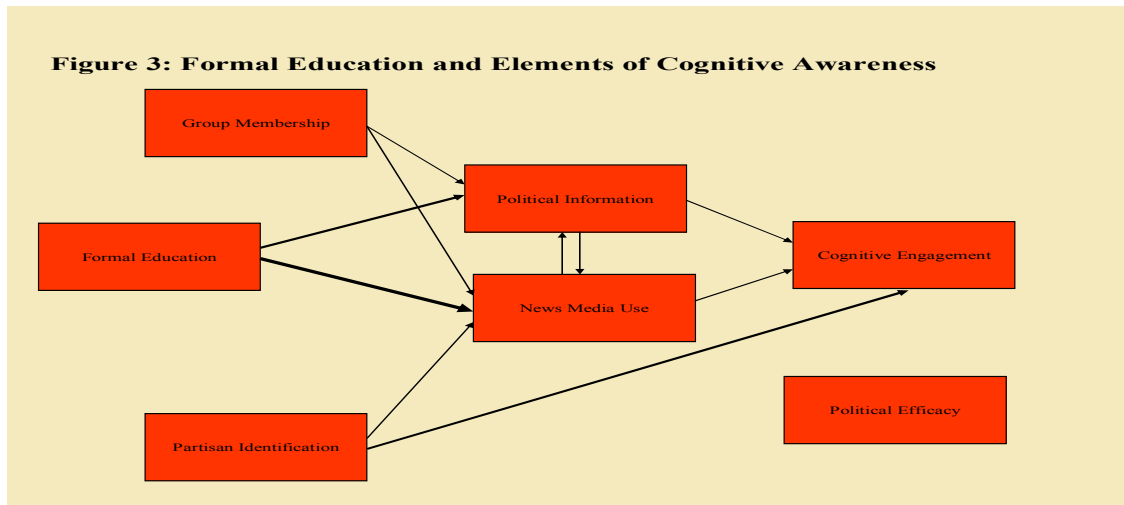 Figure 3: Formal Education and Elements of Cognitive Awareness
Group Membership
Political Information
Formal Education
Cognitive Engagement
News Media Use
Political Efficacy
Partisan Identification